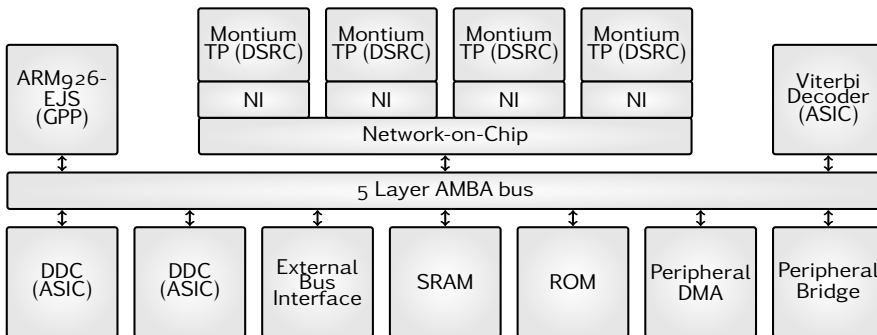 Montium
TP (DSRC)
Montium
TP (DSRC)
Montium
TP (DSRC)
Montium
TP (DSRC)
ARM926-
EJS
(GPP)
NI
NI
NI
NI
Viterbi
Decoder
(ASIC)
Network-on-Chip
5 Layer AMBA bus
DDC
(ASIC)
DDC
(ASIC)
External
Bus
Interface
SRAM
ROM
Peripheral
DMA
Peripheral
Bridge